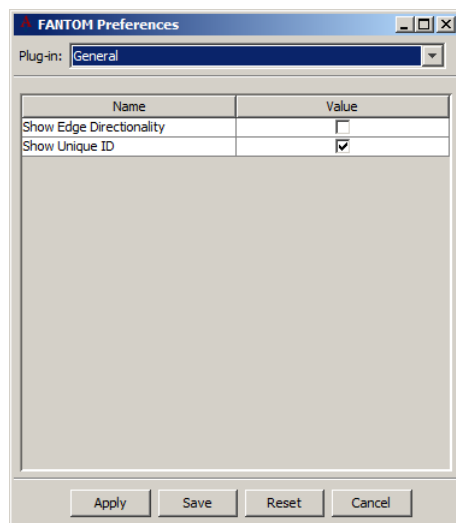 FANTOM Preferences
Plug-in: General
Name Value
Show Edge Directionality
Show Unique ID
Apply Save Reset Cancel